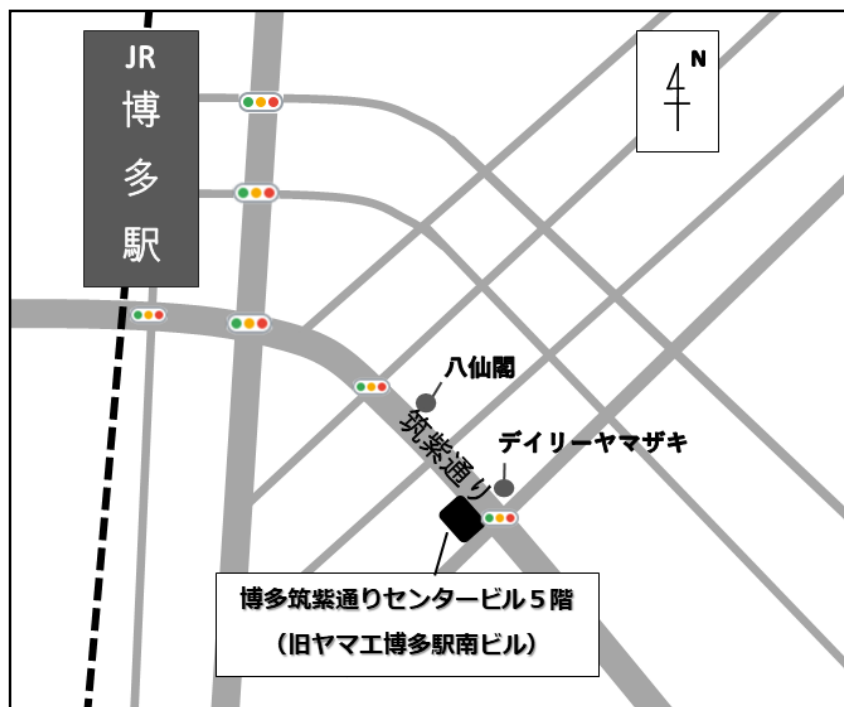 JR
博多駅
N
八仙閣
筑紫通り
デイリーヤマザキ
博多筑紫通りセンタービル５階
（旧ヤマエ博多駅南ビル）